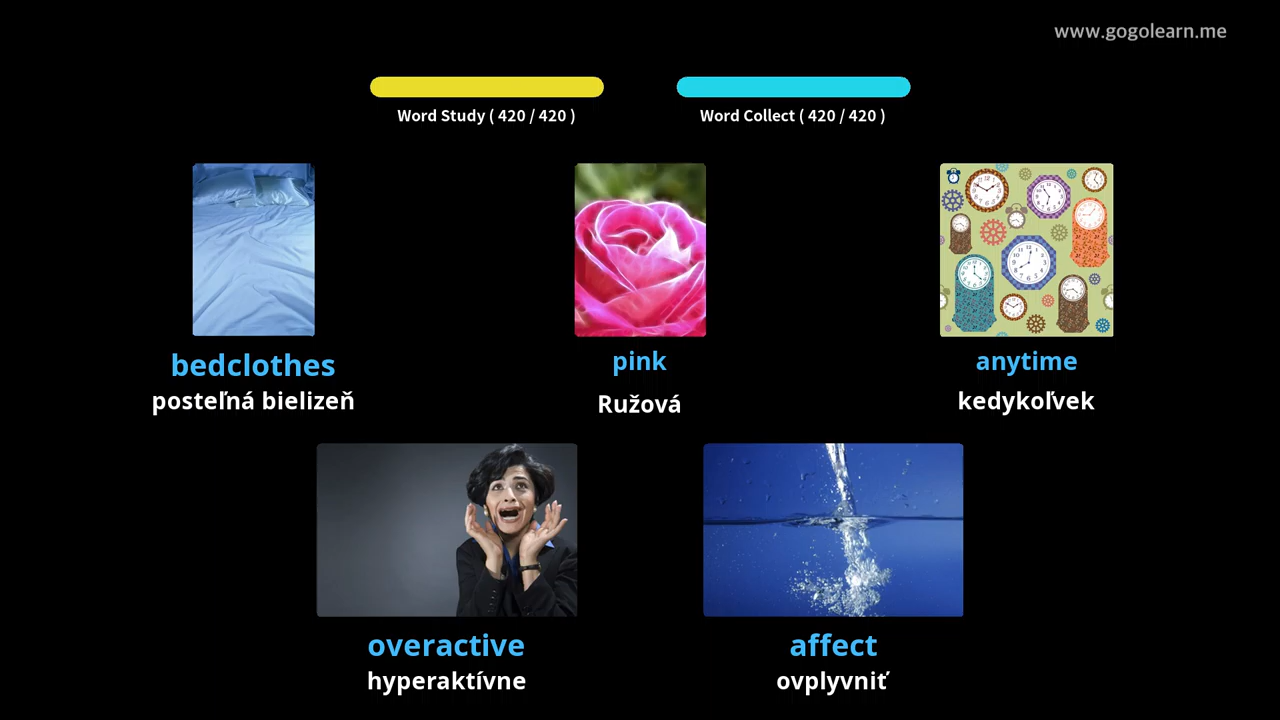 www.gogolearn.me
Word Study ( 420 / 420 )
Word Collect ( 420 / 420 )
bedclothes
posteľná bielizeň
pink
Ružová
anytime
kedykoľvek
overactive
hyperaktívne
affect
ovplyvniť